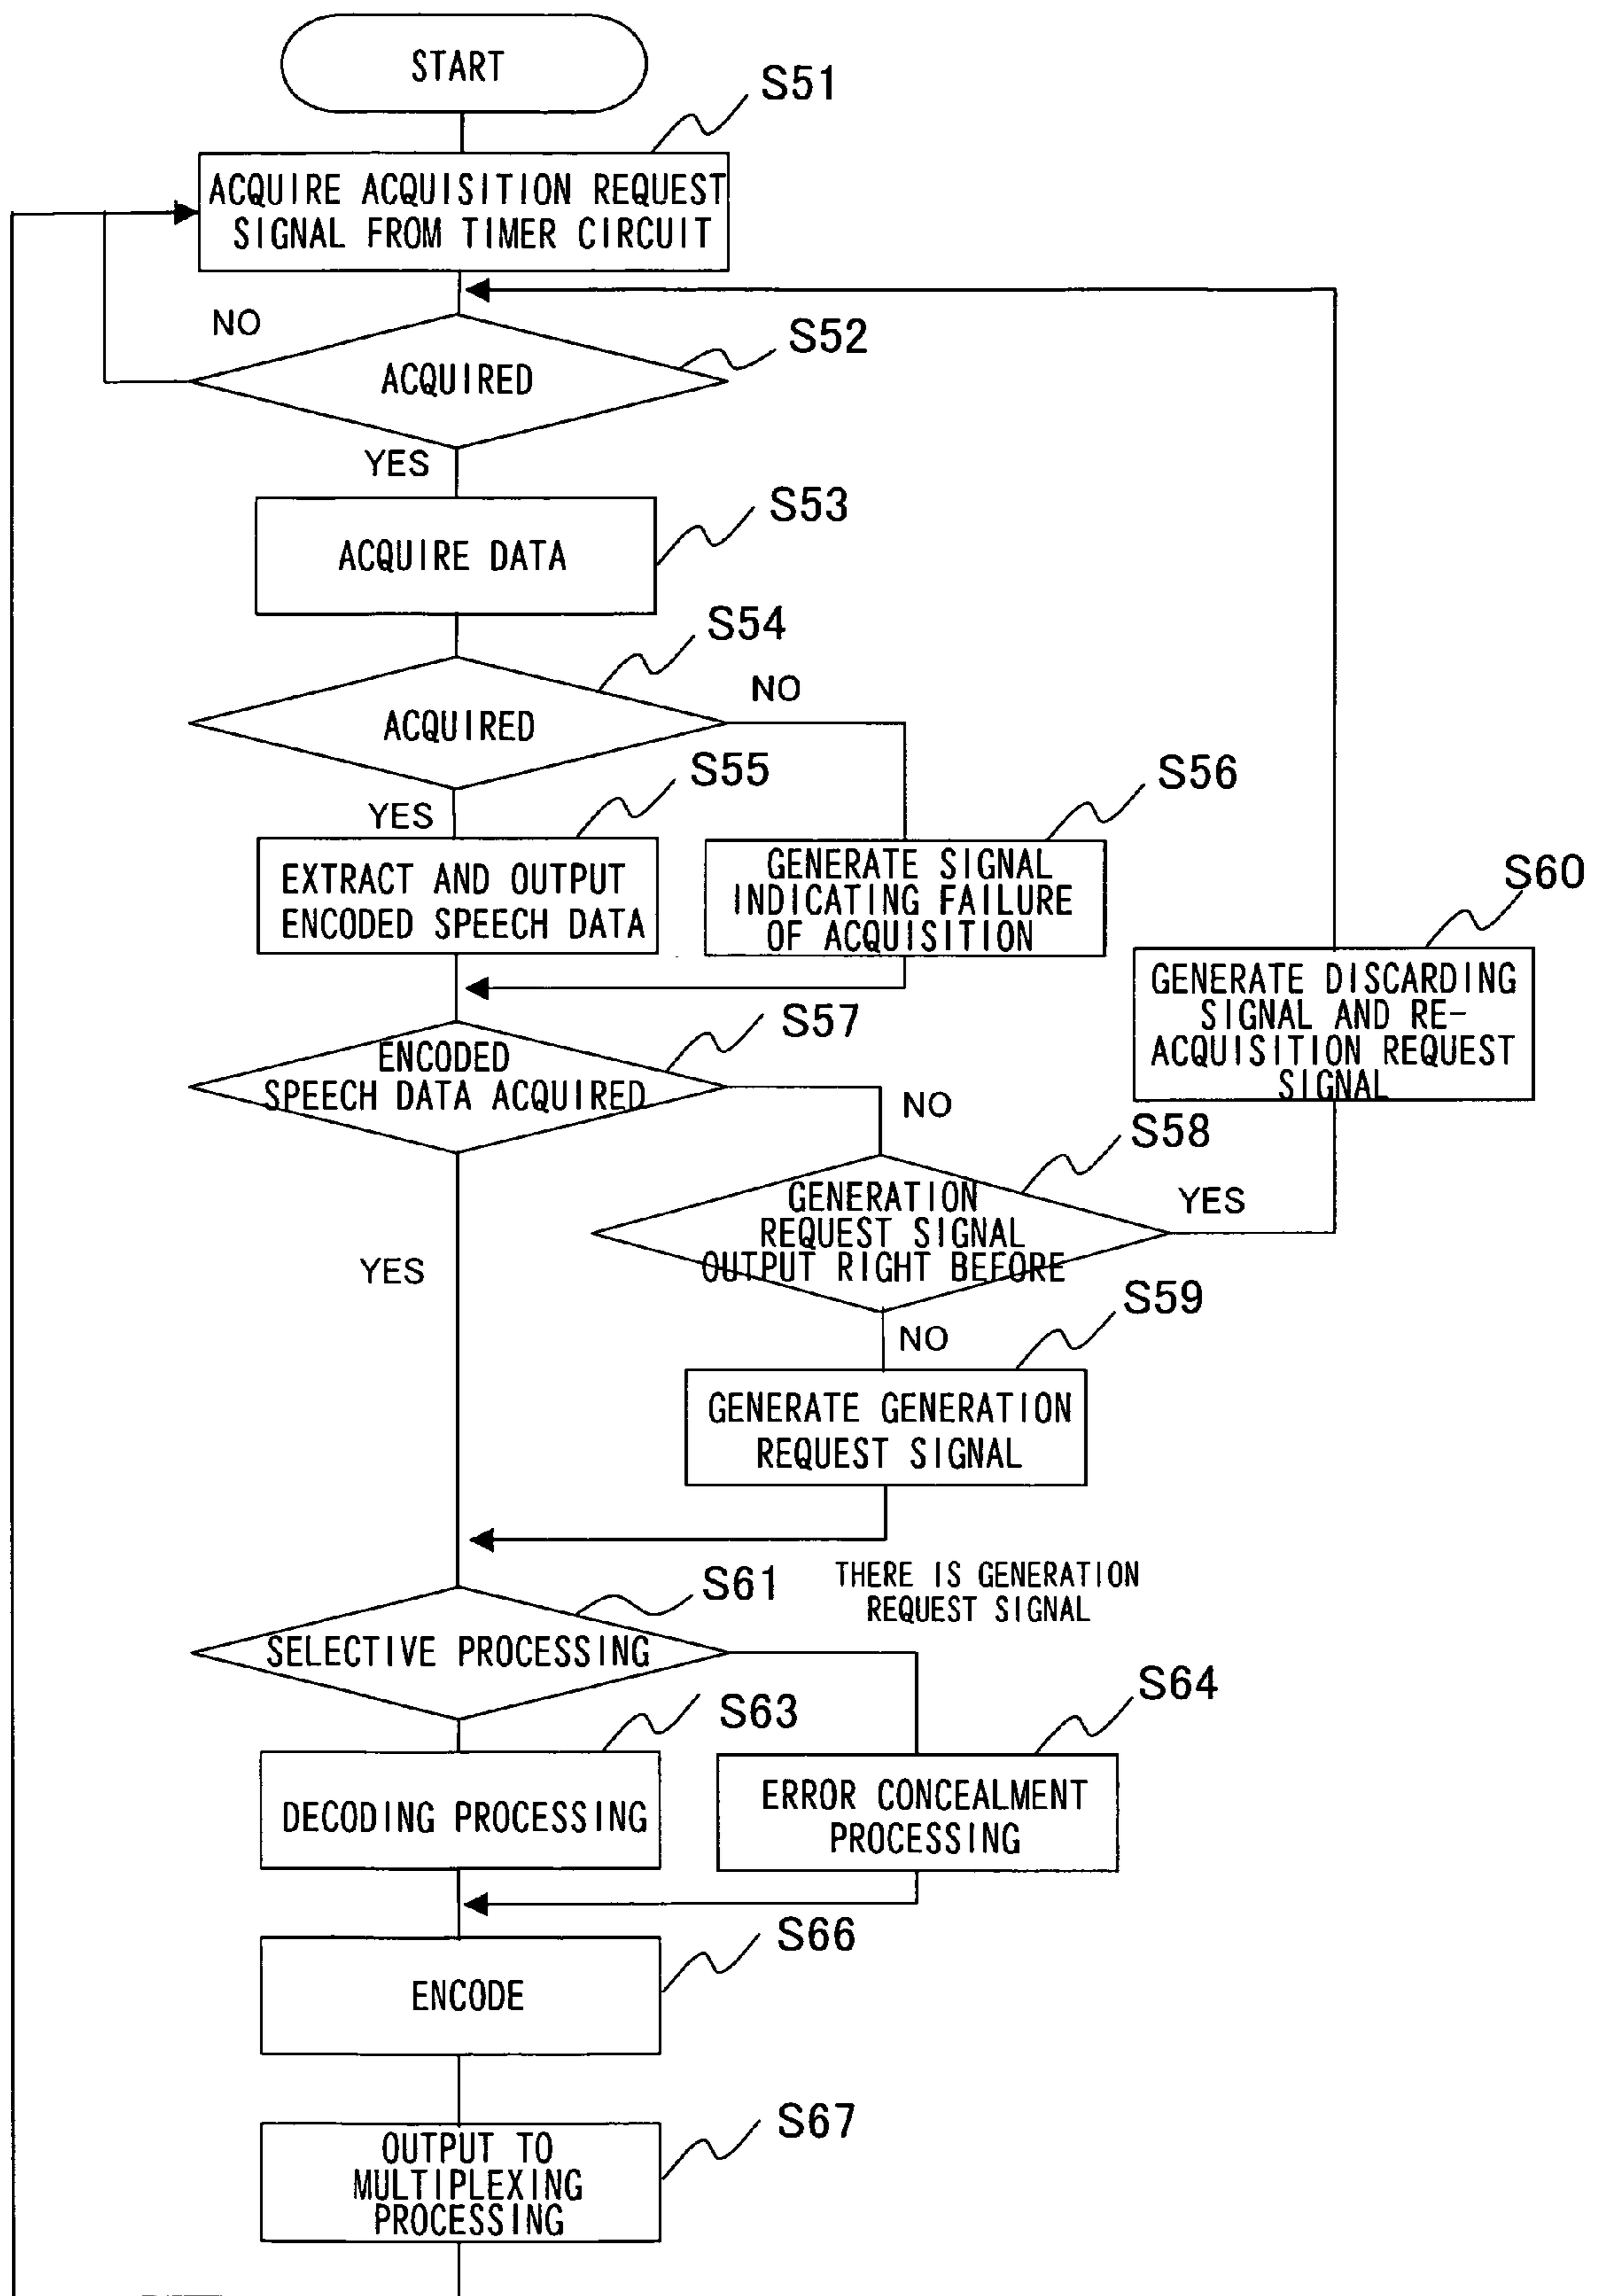 START
S51
ACQUIRE ACQUISITION REQUEST
SIGNAL FROM TIMER CIRCUIT
NO
S52
ACQUIRED
YES
S53
ACQUIRE DATA
S54
NO
ACQUIRED
S55
S56
YES
EXTRACT AND OUTPUT
ENCODED SPEECH DATA
GENERATE SIGNAL
INDICATING FAILURE
OF ACQUISITION
S60
GENERATE DISCARDING
SIGNAL AND RE-
ACQUISITION REQUEST
SIGNAL
S57
ENCODED
SPEECH DATA ACQUIRED
NO
S58
GENERATION
REQUEST SIGNAL
OUTPUT RIGHT BEFORE
YES
YES
S59
NO
GENERATE GENERATION
REQUEST SIGNAL
S61
THERE IS GENERATION
REQUEST SIGNAL
SELECTIVE PROCESSING
S63
S64
DECODING PROCESSING
ERROR CONCEALMENT
PROCESSING
S66
ENCODE
S67
OUTPUT TO
MULTIPLEXING
PROCESSING